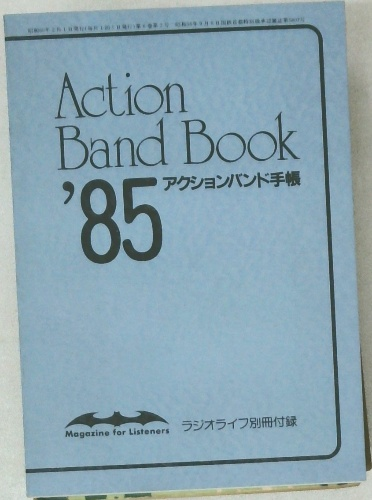 Action
Band Book
'85 アクションバンド手帳
Magazine for Listeners
ラジオライフ別冊付録